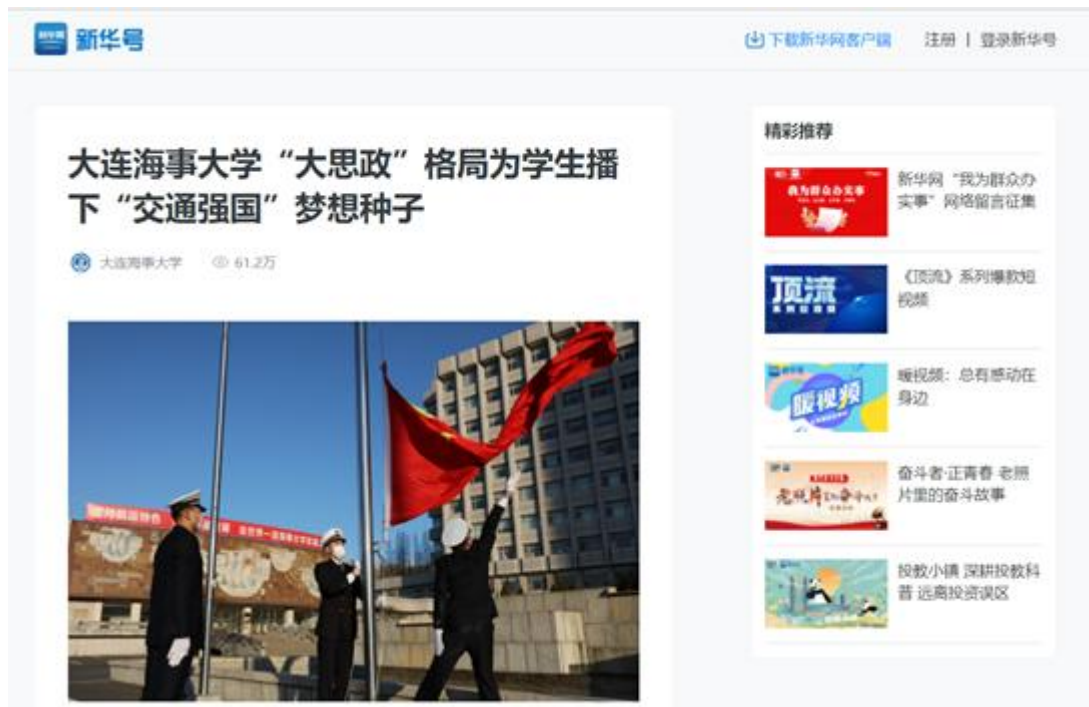 新华号
下载新华网客户端
注册 | 登录新华号
大连海事大学“大思政”格局为学生播
下“交通强国”梦想种子
大连海事大学 61.2万
精彩推荐
我为群众办实事
新华网“我为群众办
实事”网络留言征集
顶流
《顶流》系列爆款短
视频
暖视频
暖视频：总有感动在
身边
老照片
奋斗者·正青春 老照
片里的奋斗故事
投教小镇 深耕投教科
普 远离投资误区